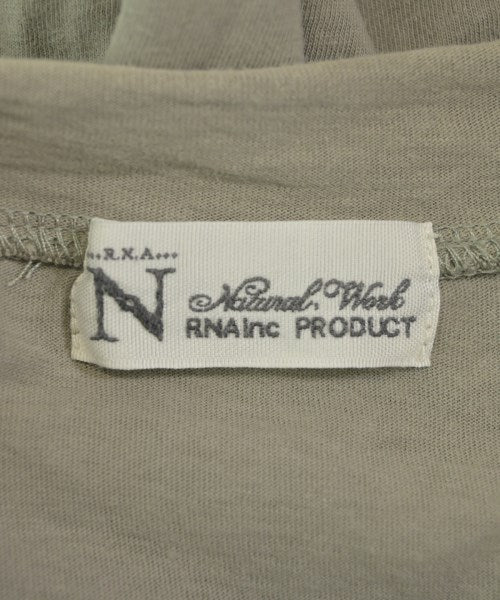 ..R.N.A...
N
Natural, Work
RNAInc PRODUCT